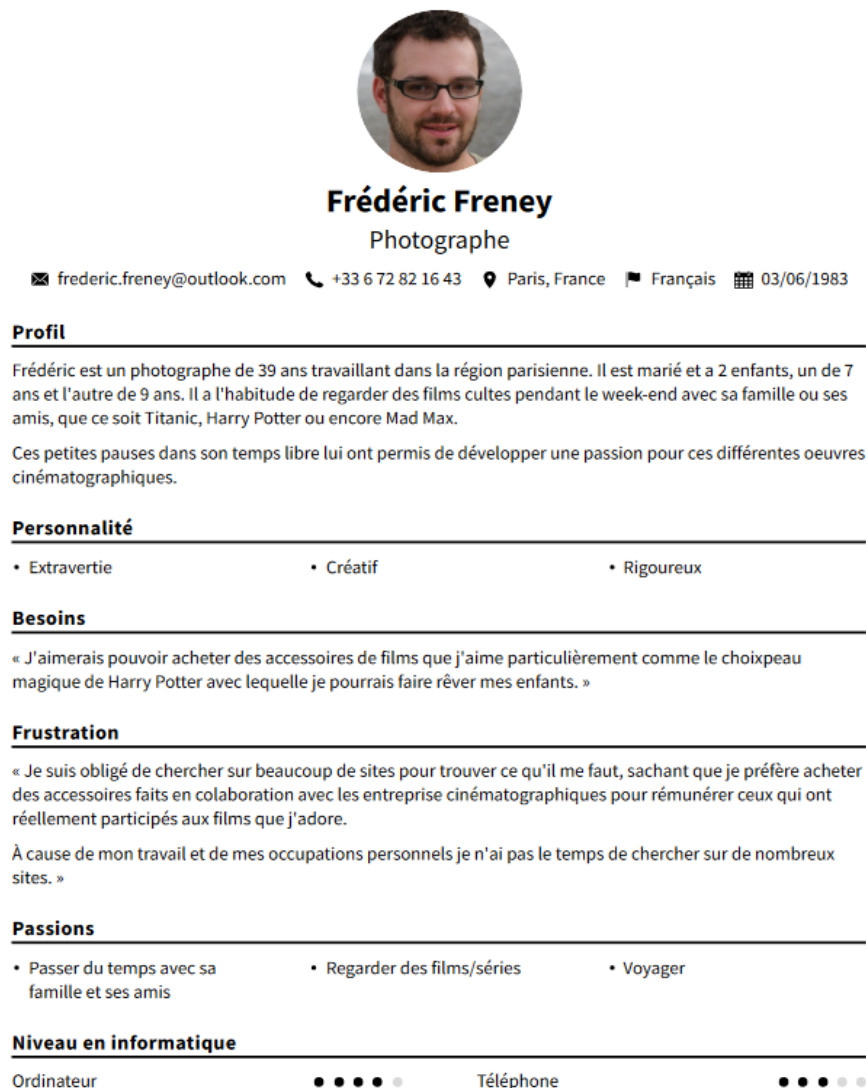 Frédéric Freney
Photographe
frederic.freney@outlook.com +33 6 72 82 16 43 Paris, France Français 03/06/1983
Profil
Frédéric est un photographe de 39 ans travaillant dans la région parisienne. Il est marié et a 2 enfants, un de 7
ans et l'autre de 9 ans. Il a l'habitude de regarder des films cultes pendant le week-end avec sa famille ou ses
amis, que ce soit Titanic, Harry Potter ou encore Mad Max.
Ces petites pauses dans son temps libre lui ont permis de développer une passion pour ces différentes oeuvres
cinématographiques.
Personnalité
• Extravertie • Créatif • Rigoureux
Besoins
« J'aimerais pouvoir acheter des accessoires de films que j'aime particulièrement comme le choixpeau
magique de Harry Potter avec lequelle je pourrais faire rêver mes enfants. »
Frustration
« Je suis obligé de chercher sur beaucoup de sites pour trouver ce qu'il me faut, sachant que je préfère acheter
des accessoires faits en colaboration avec les entreprise cinématographiques pour rémunérer ceux qui ont
réellement participés aux films que j'adore.
À cause de mon travail et de mes occupations personnels je n'ai pas le temps de chercher sur de nombreux
sites. »
Passions
• Passer du temps avec sa
famille et ses amis
• Regarder des films/séries
• Voyager
Niveau en informatique
Ordinateur Téléphone